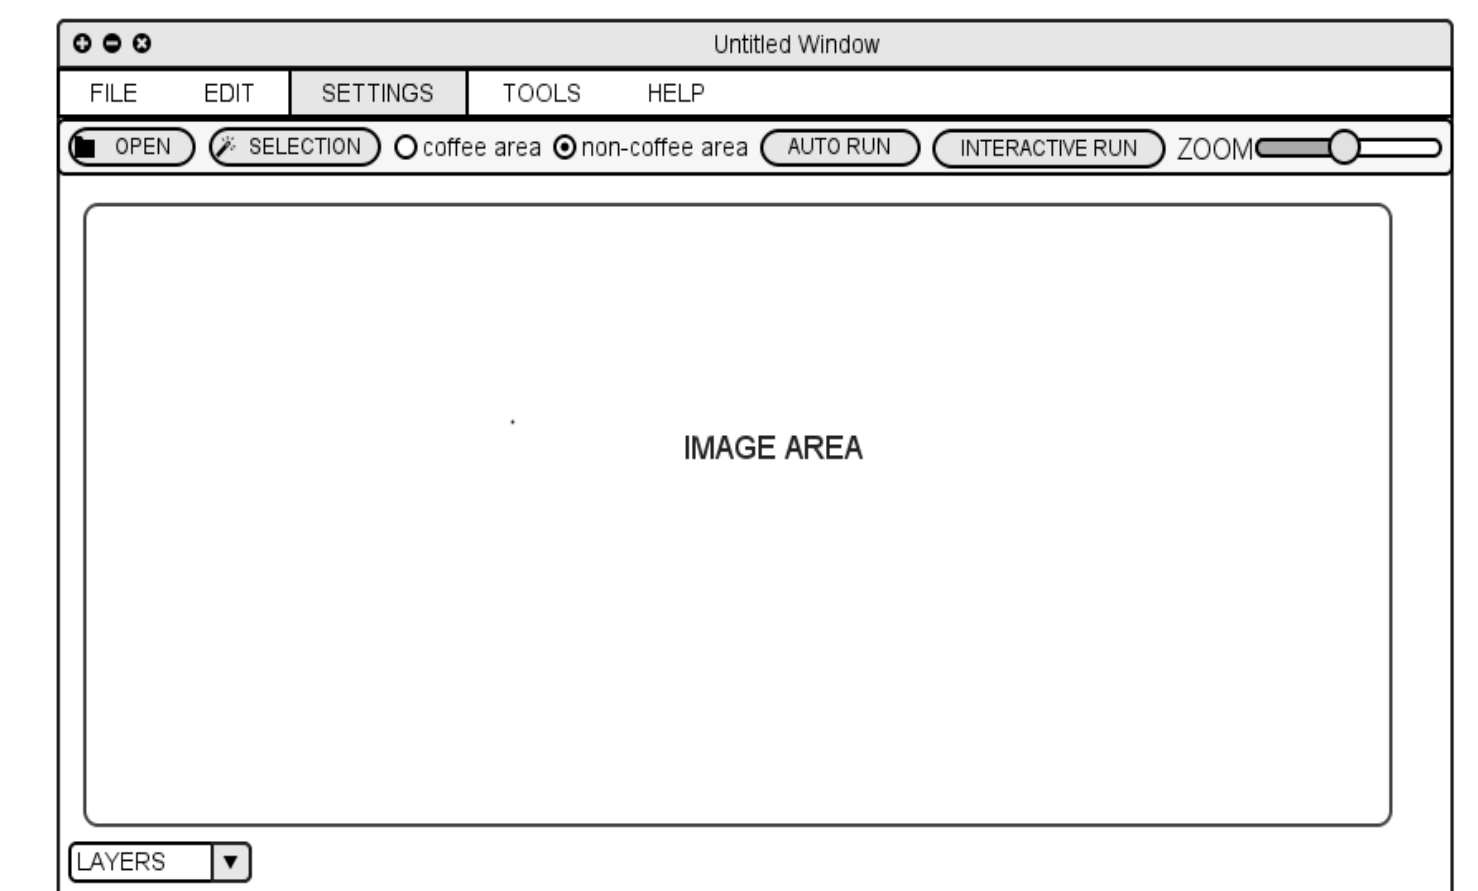 Untitled Window
FILE EDIT SETTINGS TOOLS HELP
OPEN SELECTION coffee area non-coffee area AUTO RUN INTERACTIVE RUN ZOOM
IMAGE AREA
LAYERS